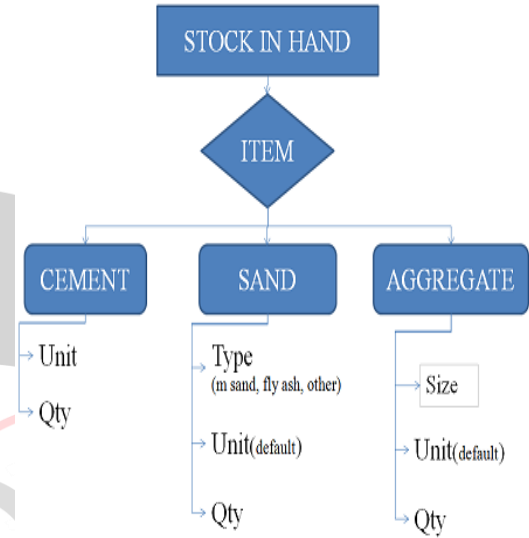 STOCK IN HAND
ITEM
CEMENT
Unit
Qty
SAND
Type
(m sand, fly ash, other)
Unit(default)
Qty
AGGREGATE
Size
Unit(default)
Qty